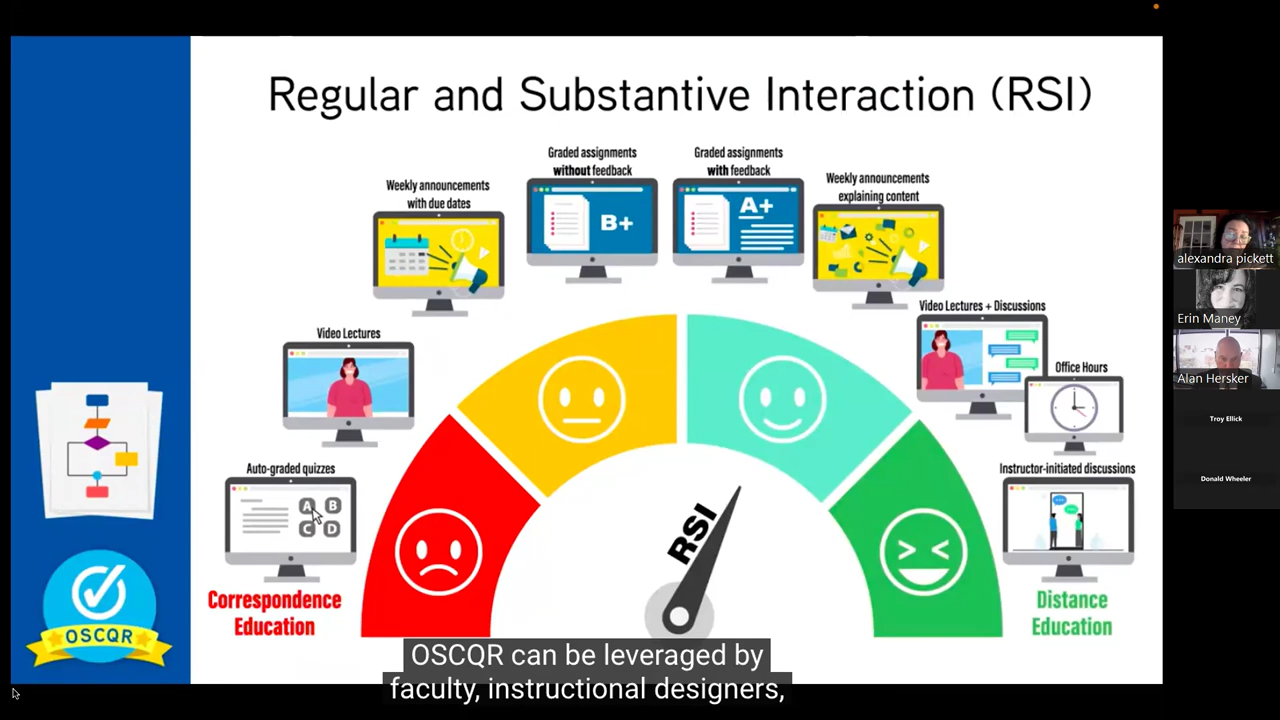 Regular and Substantive Interaction (RSI)
Graded assignments
without feedback
Graded assignments
with feedback
Weekly announcements
with due dates
Weekly announcements
explaining content
B+
A+
Video Lectures
Video Lectures + Discussions
Office Hours
Auto-graded quizzes
Instructor-initiated discussions
A B
C D
RSI
Correspondence
Education
Distance
Education
OSCQR
OSCQR can be leveraged by
faculty, instructional designers,
alexandra pickett
Erin Maney
Alan Hersker
Troy Ellick
Donald Wheeler